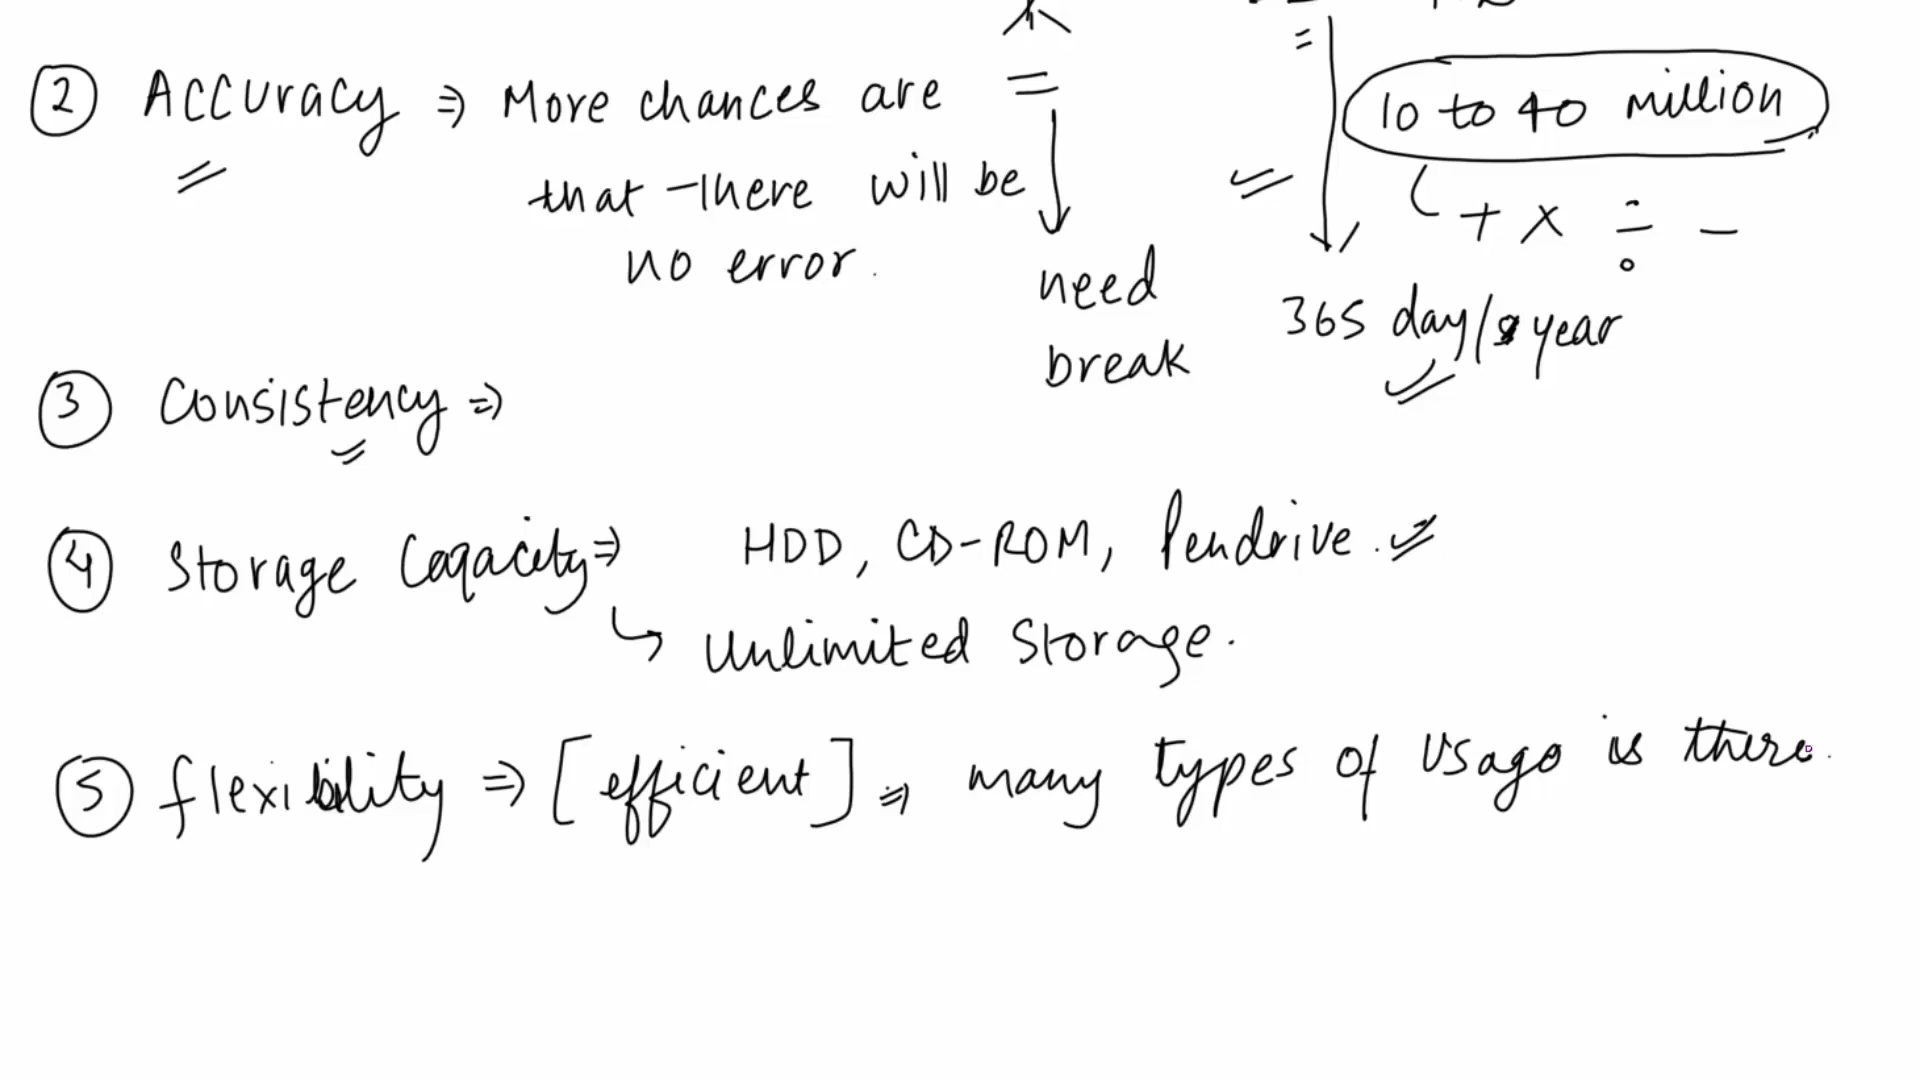 ② Accuracy ⇒ More chances are
that there will be
no error.
=
need
break
=
10 to 40 million
+ × ÷ −
365 day/year
③ Consistency ⇒
④ Storage Capacity ⇒ HDD, CD-ROM, Pendrive.
↳ Unlimited Storage.
⑤ flexibility ⇒ [efficient] ⇒ many types of usage is there.